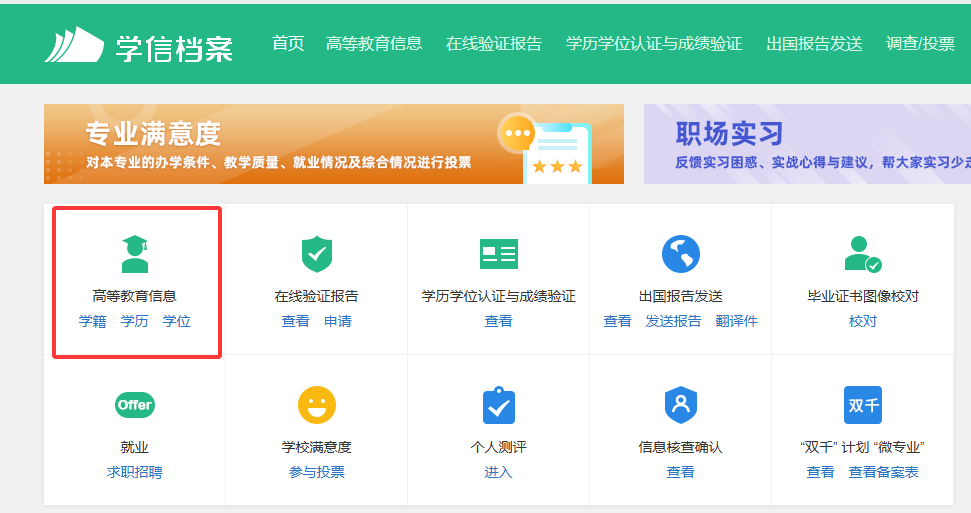 学信档案 首页 高等教育信息 在线验证报告 学历学位认证与成绩验证 出国报告发送 调查/投票
专业满意度
对本专业的办学条件、教学质量、就业情况及综合情况进行投票
职场实习
反馈实习困惑、实战心得与建议，帮大家实习少走
高等教育信息 在线验证报告 学历学位认证与成绩验证 出国报告发送 毕业证书图像校对
学籍 学历 学位 查看 申请 查看 查看 发送报告 翻译件 校对
Offer 双千
就业 学校满意度 个人测评 信息核查确认 “双千” 计划 “微专业”
求职招聘 参与投票 进入 查看 查看 查看备案表